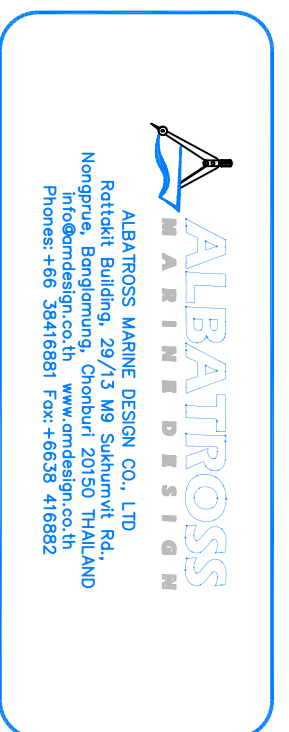 ALBATROSS
MARINE DESIGN
ALBATROSS MARINE DESIGN CO., LTD
Rattakit Building, 29/13 M9 Sukhumvit Rd.,
Nongprue, Banglamung, Chonburi 20150 THAILAND
info@amdesign.co.th www.amdesign.co.th
Phones:+66 38416881 Fax:+6638 416882